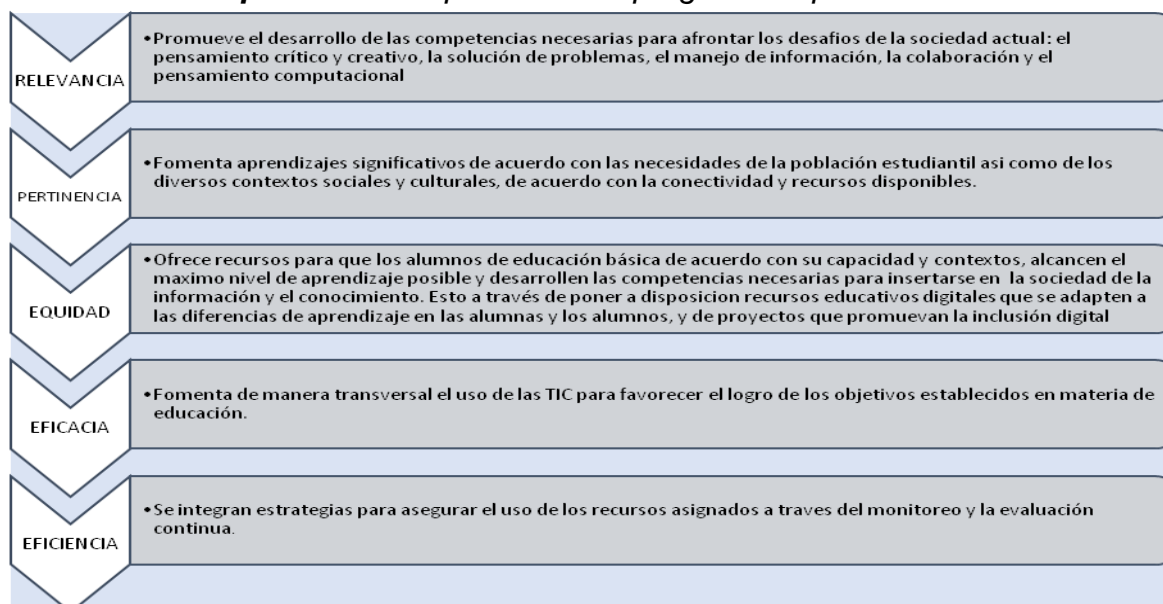 RELEVANCIA
•Promueve el desarrollo de las competencias necesarias para afrontar los desafios de la sociedad actual: el
pensamiento crítico y creativo, la solución de problemas, el manejo de información, la colaboración y el
pensamiento computacional
PERTINENCIA
•Fomenta aprendizajes significativos de acuerdo con las necesidades de la población estudiantil asi como de los
diversos contextos sociales y culturales, de acuerdo con la conectividad y recursos disponibles.
EQUIDAD
•Ofrece recursos para que los alumnos de educación básica de acuerdo con su capacidad y contextos, alcancen el
maximo nivel de aprendizaje posible y desarrollen las competencias necesarias para insertarse en la sociedad de la
información y el conocimiento. Esto a través de poner a disposicion recursos educativos digitales que se adapten a
las diferencias de aprendizaje en las alumnas y los alumnos, y de proyectos que promuevan la inclusión digital
EFICACIA
•Fomenta de manera transversal el uso de las TIC para favorecer el logro de los objetivos establecidos en materia de
educación.
EFICIENCIA
•Se integran estrategias para asegurar el uso de los recursos asignados a traves del monitoreo y la evaluación
continua.